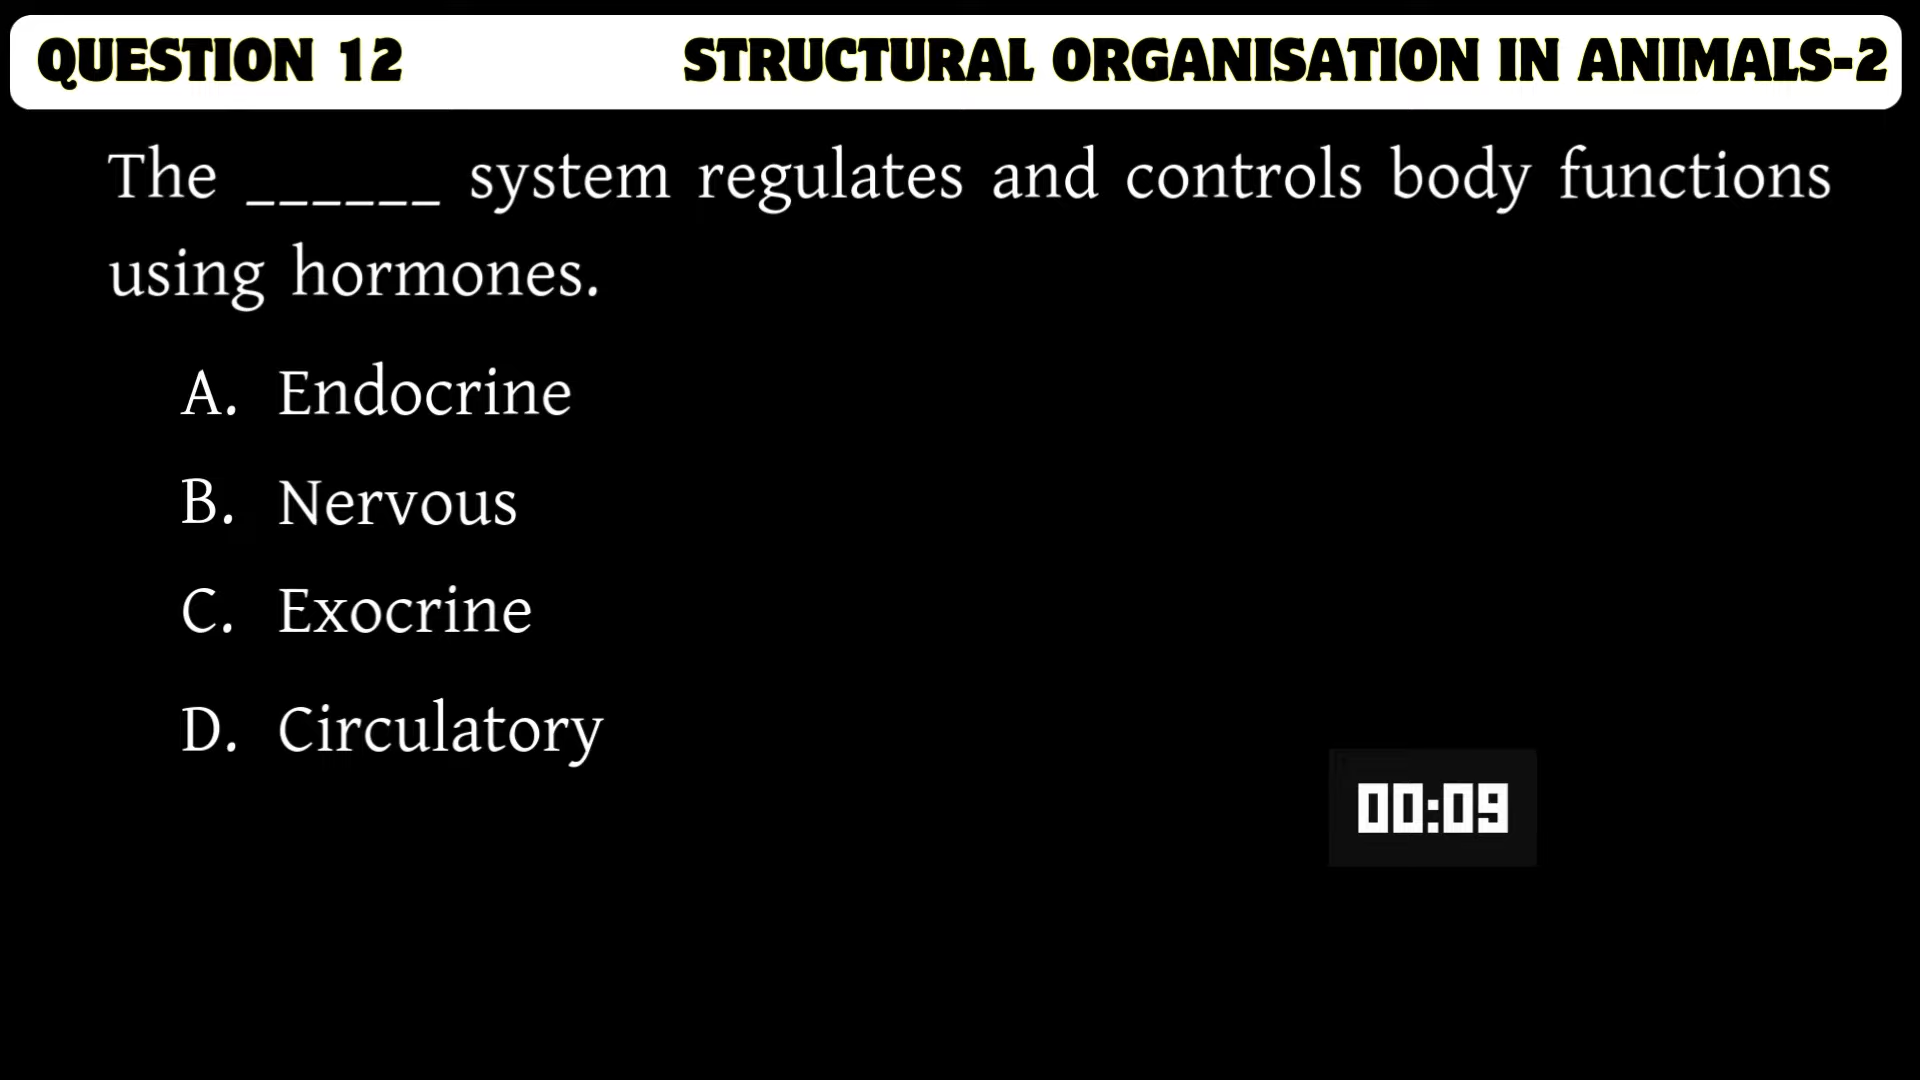 QUESTION 12 STRUCTURAL ORGANISATION IN ANIMALS-2
The ______ system regulates and controls body functions
using hormones.
A. Endocrine
B. Nervous
C. Exocrine
D. Circulatory
00:09